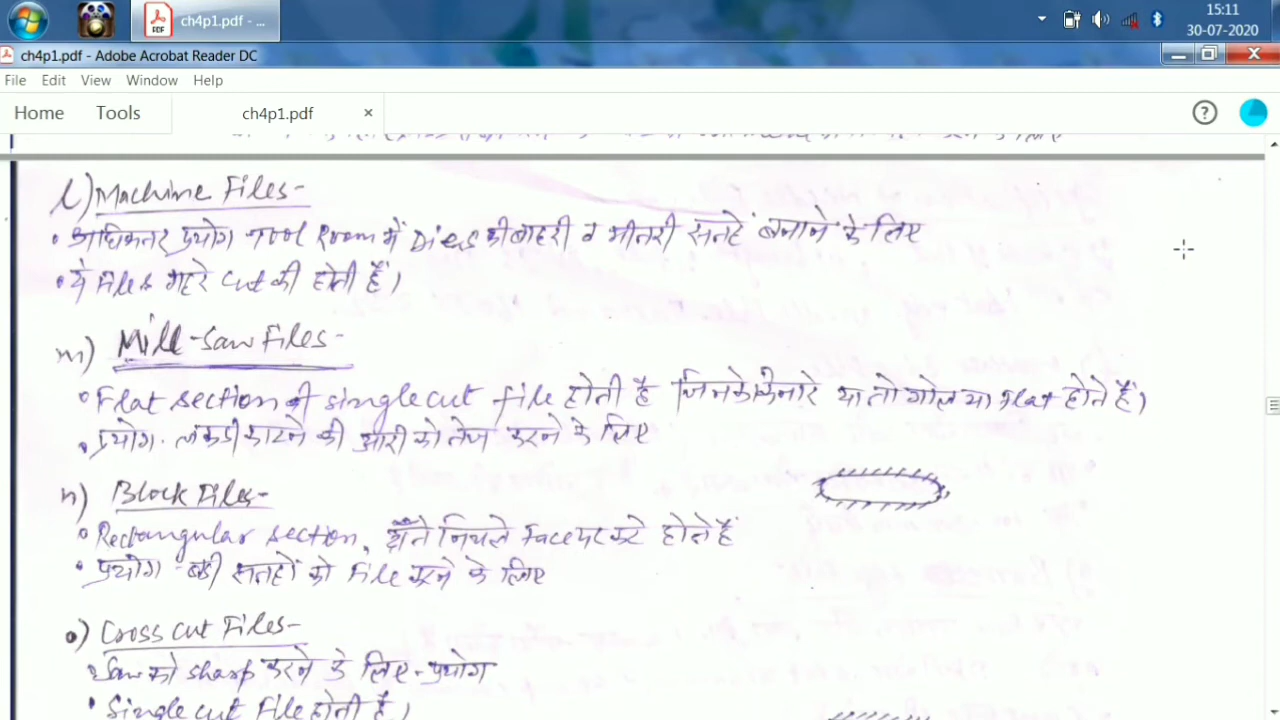 ch4p1.pdf - ...
15:11
30-07-2020
ch4p1.pdf - Adobe Acrobat Reader DC
File Edit View Window Help
Home Tools ch4p1.pdf ×
l) Machine Files-
• अधिकतर प्रयोग Tool Room में Dies की बाहरी व भीतरी सतहें बनाने के लिए
• ये Files गहरे cut की होती हैं।
m) Mill-Saw Files-
• Flat section की single cut file होती है जिनके किनारे या तो गोल या flat होते हैं।
• प्रयोग- लकडी काटने की आरी को तेज करने के लिए
n) Block Files-
• Rectangular section, दाँते निचले Face पर कटे होते हैं
• प्रयोग- बडी सतहों को File करने के लिए
o) Cross cut Files-
• Saw को sharp करने के लिए- प्रयोग
• Single cut File होती है।